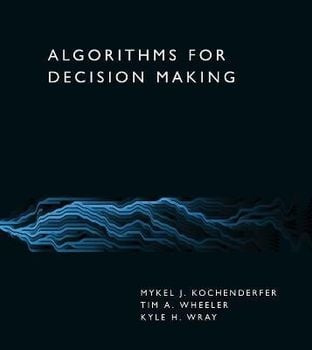 ALGORITHMS FOR
DECISION MAKING
MYKEL J. KOCHENDERFER
TIM A. WHEELER
KYLE H. WRAY